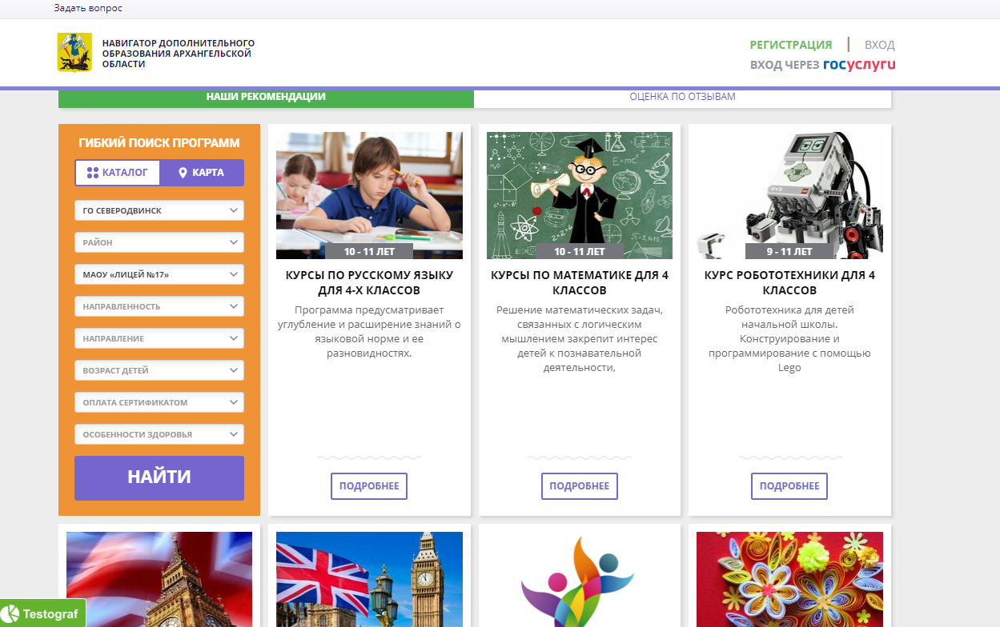 Задать вопрос
НАВИГАТОР ДОПОЛНИТЕЛЬНОГО
ОБРАЗОВАНИЯ АРХАНГЕЛЬСКОЙ
ОБЛАСТИ
РЕГИСТРАЦИЯ | ВХОД
ВХОД ЧЕРЕЗ госуслуги
НАШИ РЕКОМЕНДАЦИИ
ОЦЕНКА ПО ОТЗЫВАМ
ГИБКИЙ ПОИСК ПРОГРАММ
КАТАЛОГ
КАРТА
ГО СЕВЕРОДВИНСК
РАЙОН
МАОУ «ЛИЦЕЙ №17»
НАПРАВЛЕННОСТЬ
НАПРАВЛЕНИЕ
ВОЗРАСТ ДЕТЕЙ
ОПЛАТА СЕРТИФИКАТОМ
ОСОБЕННОСТИ ЗДОРОВЬЯ
НАЙТИ
10 - 11 ЛЕТ
КУРСЫ ПО РУССКОМУ ЯЗЫКУ
ДЛЯ 4-Х КЛАССОВ
Программа предусматривает
углубление и расширение знаний о
языковой норме и ее
разновидностях.
ПОДРОБНЕЕ
E=mc²
2×2=4
10 - 11 ЛЕТ
КУРСЫ ПО МАТЕМАТИКЕ ДЛЯ 4
КЛАССОВ
Решение математических задач,
связанных с логическим
мышлением закрепит интерес
детей к познавательной
деятельности,
ПОДРОБНЕЕ
EV3
9 - 11 ЛЕТ
КУРС РОБОТОТЕХНИКИ ДЛЯ 4
КЛАССОВ
Робототехника для детей
начальной школы.
Конструирование и
программирование с помощью
Lego
ПОДРОБНЕЕ
Testograf